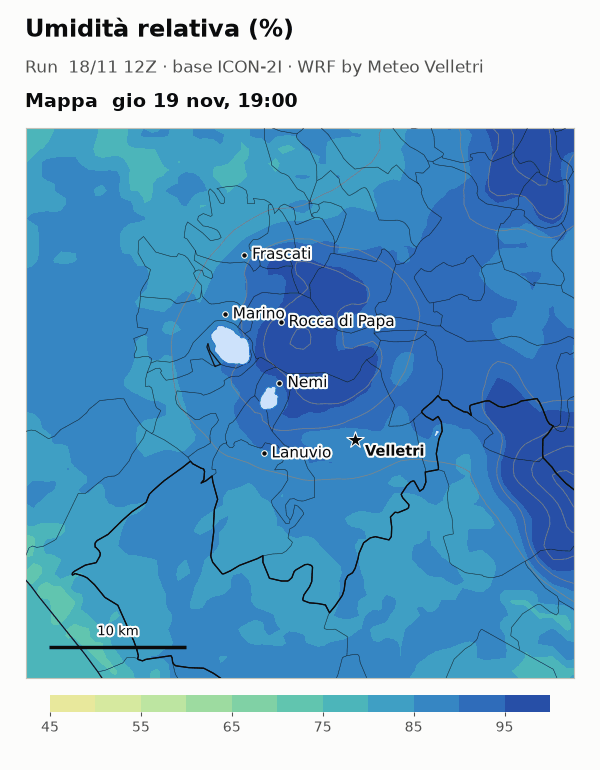 Umidità relativa (%)
Run  18/11 12Z · base ICON-2I · WRF by Meteo Velletri
Mappa  gio 19 nov, 19:00
Frascati
Marino
Rocca di Papa
Nemi
Velletri
Lanuvio
10 km
45 55 65 75 85 95